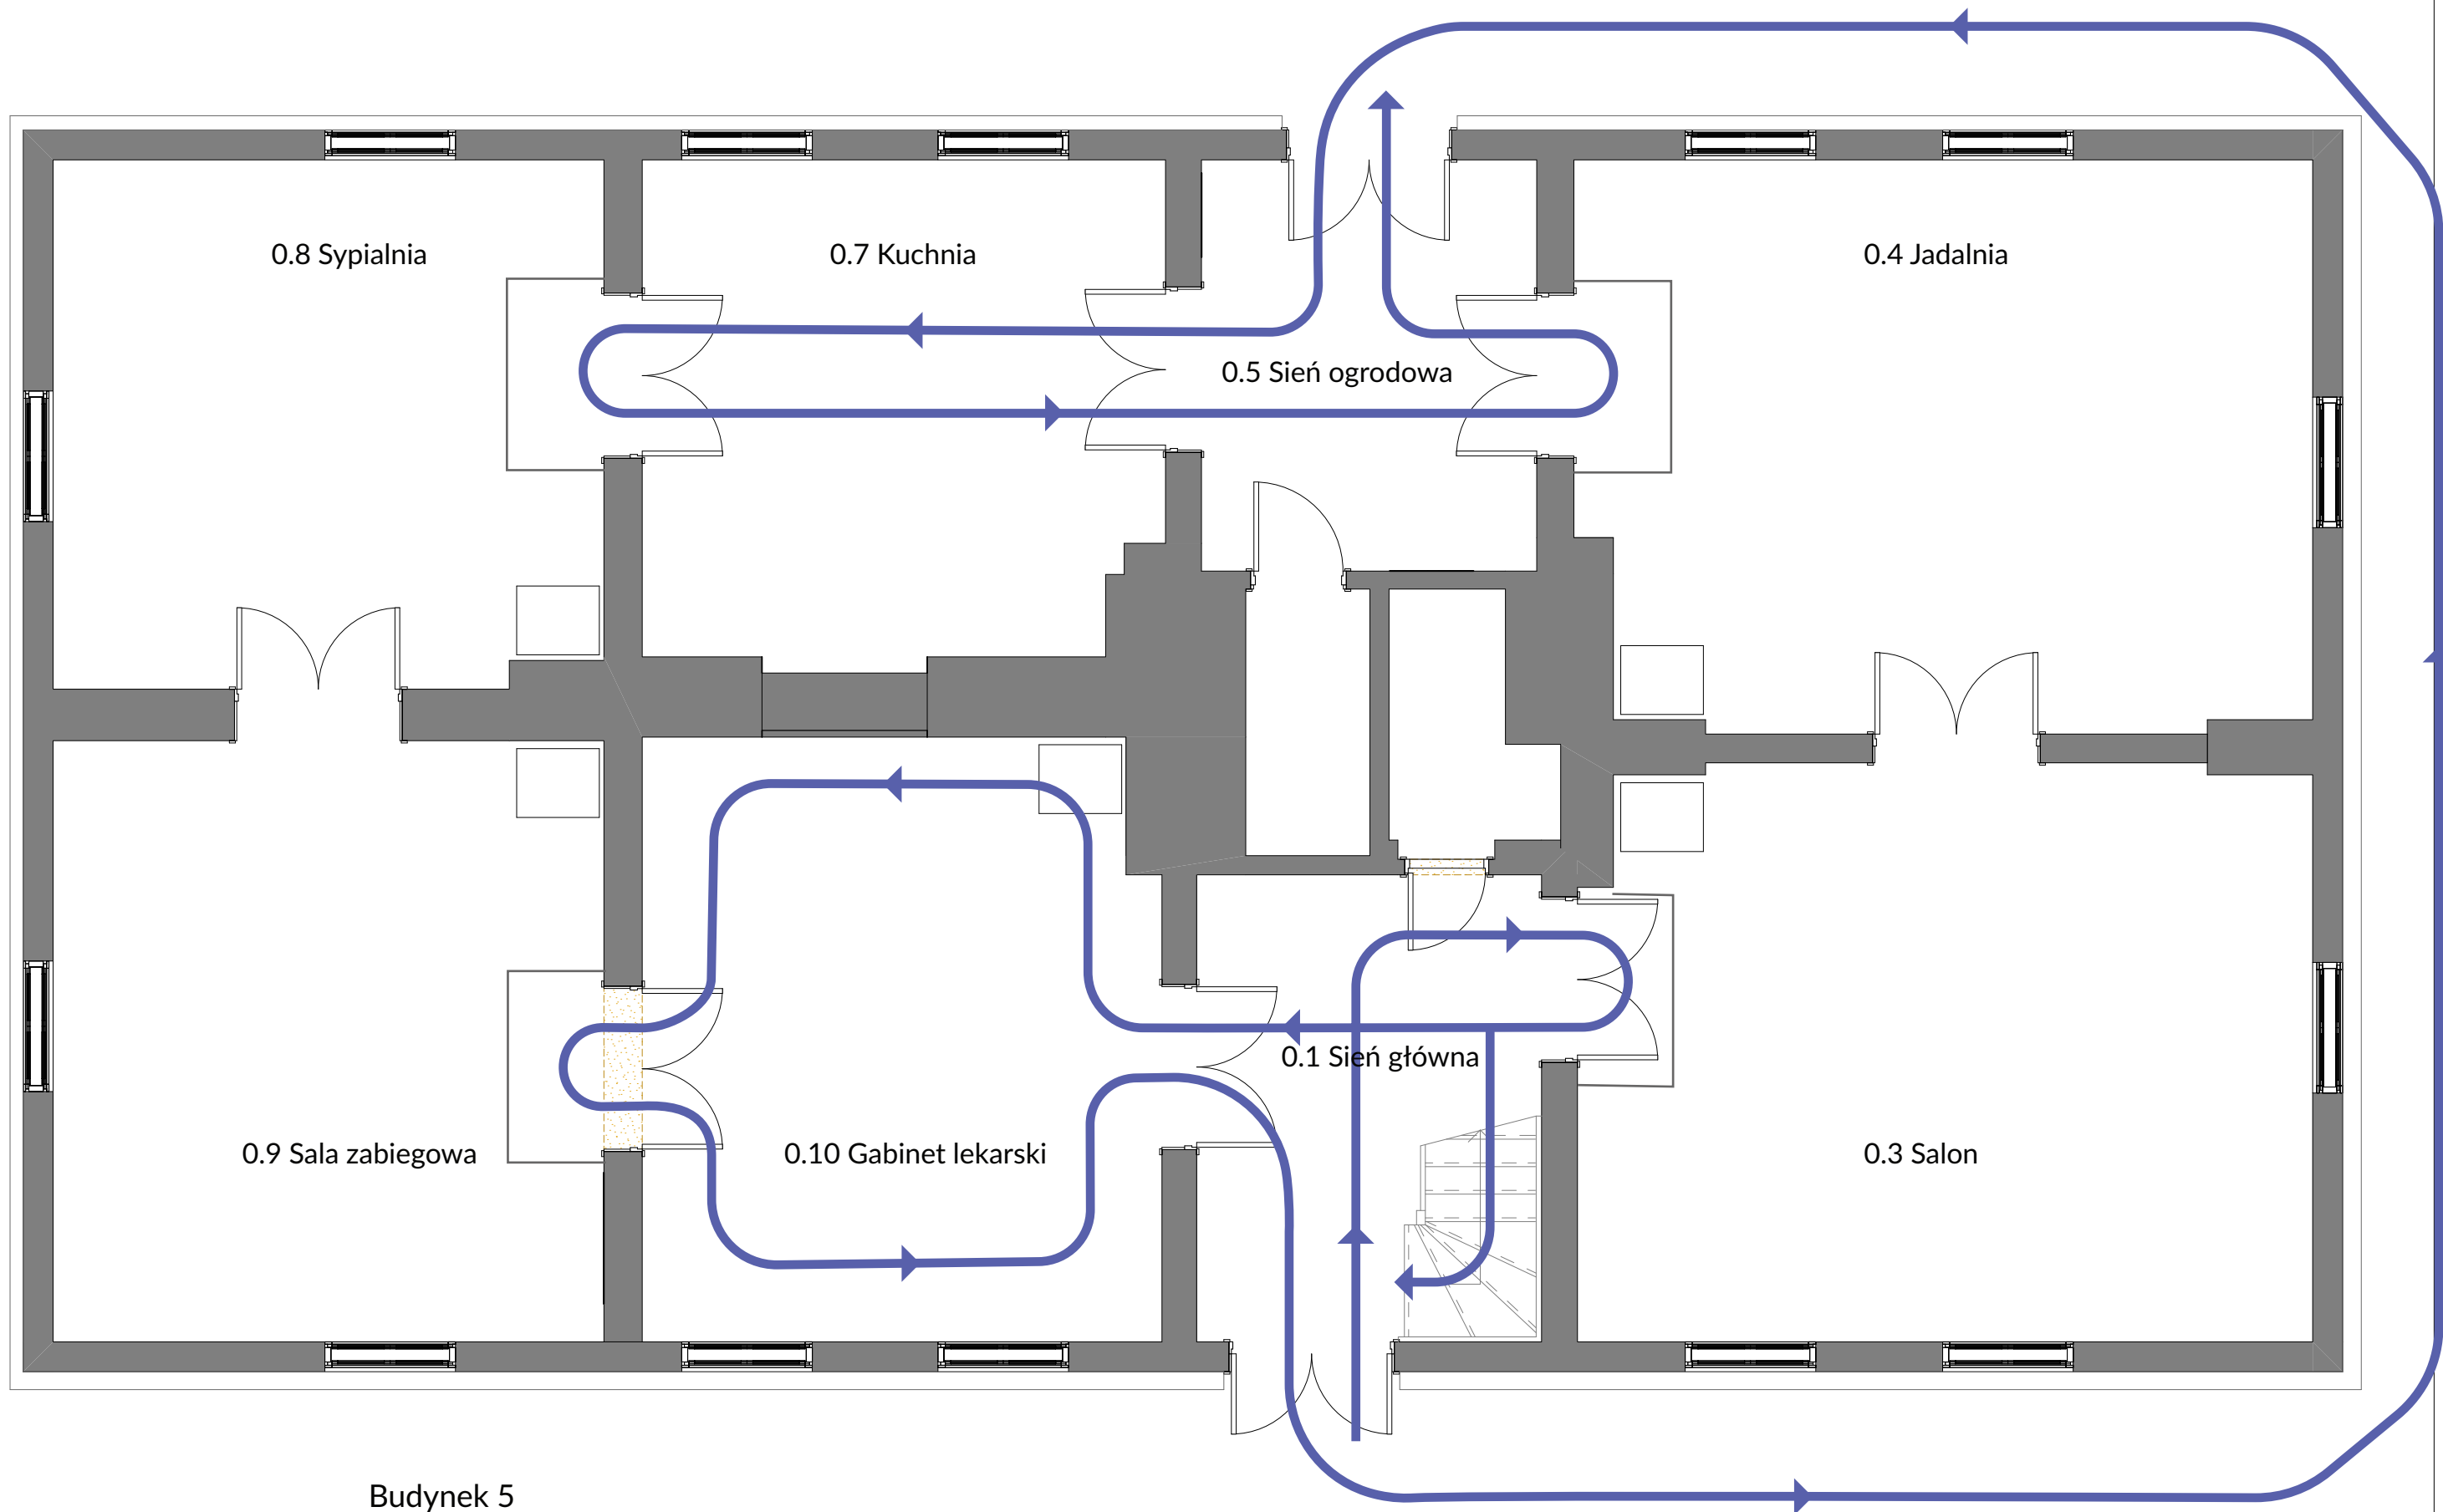 0.8 Sypialnia
0.7 Kuchnia
0.4 Jadalnia
0.5 Sień ogrodowa
0.1 Sień główna
0.9 Sala zabiegowa
0.10 Gabinet lekarski
0.3 Salon
Budynek 5